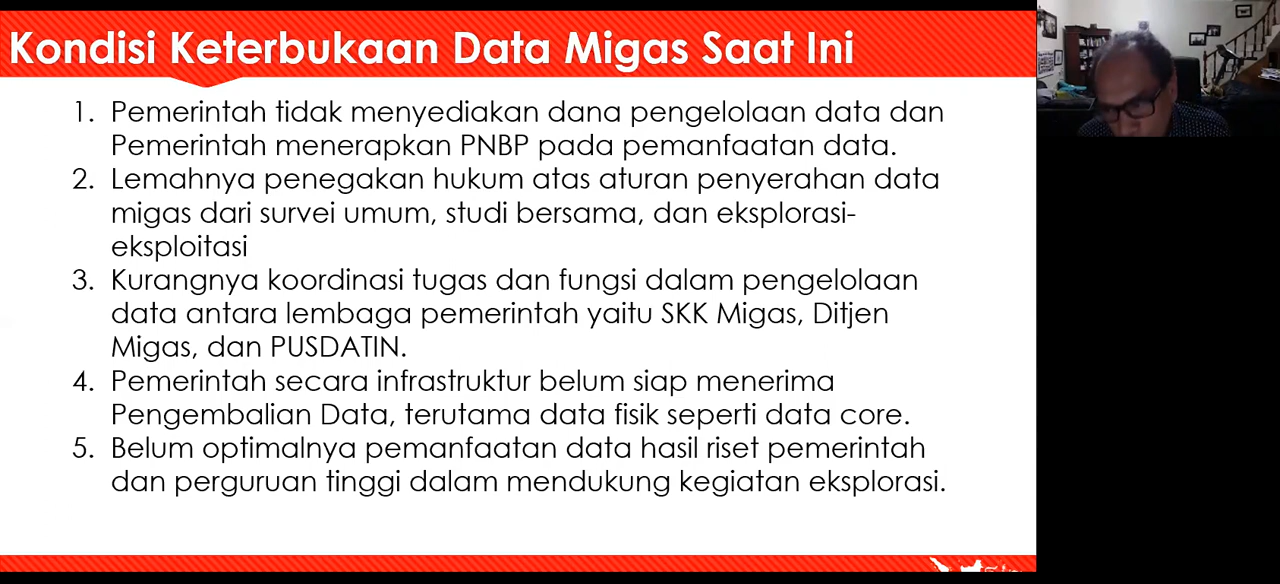 Kondisi Keterbukaan Data Migas Saat Ini
1. Pemerintah tidak menyediakan dana pengelolaan data dan
Pemerintah menerapkan PNBP pada pemanfaatan data.
2. Lemahnya penegakan hukum atas aturan penyerahan data
migas dari survei umum, studi bersama, dan eksplorasi-
eksploitasi
3. Kurangnya koordinasi tugas dan fungsi dalam pengelolaan
data antara lembaga pemerintah yaitu SKK Migas, Ditjen
Migas, dan PUSDATIN.
4. Pemerintah secara infrastruktur belum siap menerima
Pengembalian Data, terutama data fisik seperti data core.
5. Belum optimalnya pemanfaatan data hasil riset pemerintah
dan perguruan tinggi dalam mendukung kegiatan eksplorasi.